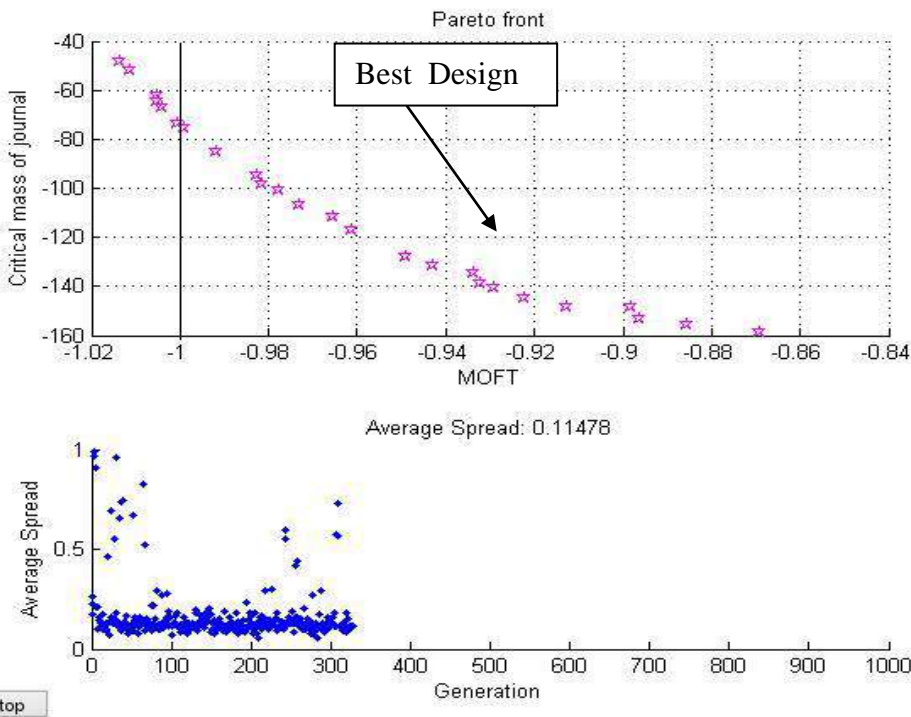 Pareto front
-40
-60
-80
-100
-120
-140
-160
Critical mass of journal
Best Design
-1.02 -1 -0.98 -0.96 -0.94 -0.92 -0.9 -0.88 -0.86 -0.84
MOFT
Average Spread: 0.11478
1
0.5
0
Average Spread
0 100 200 300 400 500 600 700 800 900 1000
Generation
top